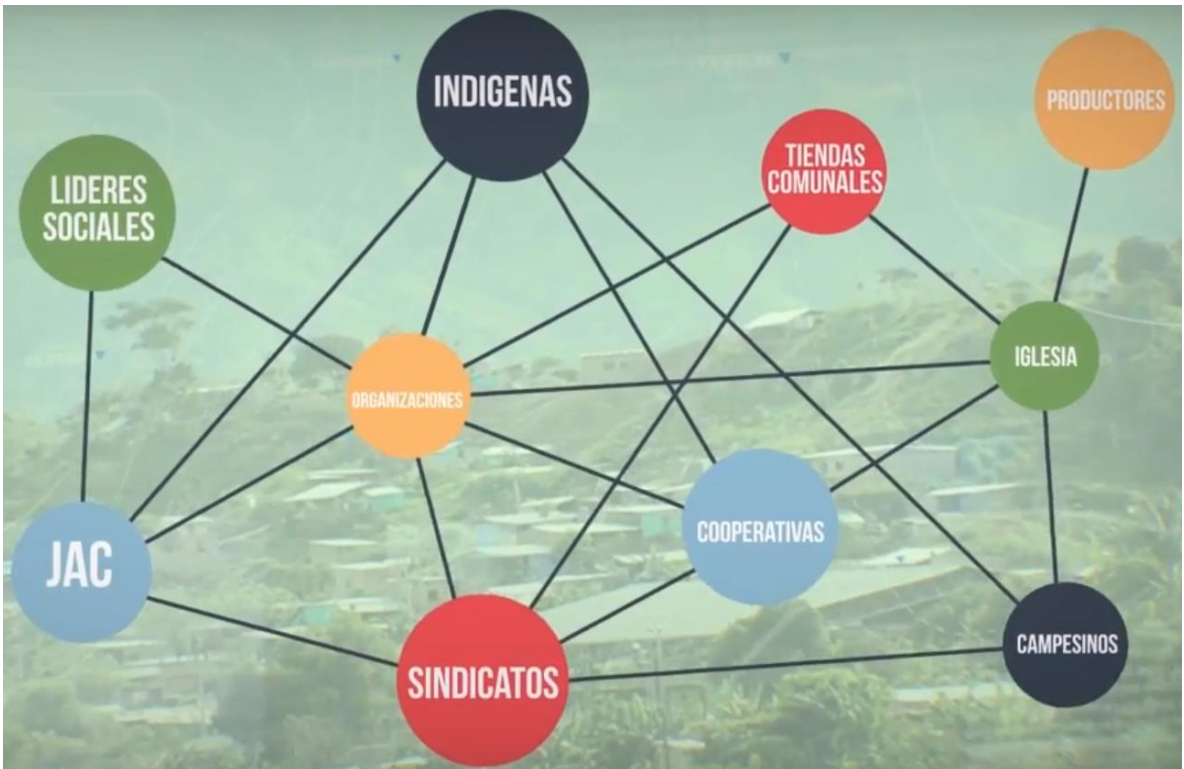 INDIGENAS
PRODUCTORES
TIENDAS
COMUNALES
LIDERES
SOCIALES
IGLESIA
ORGANIZACIONES
COOPERATIVAS
JAC
CAMPESINOS
SINDICATOS